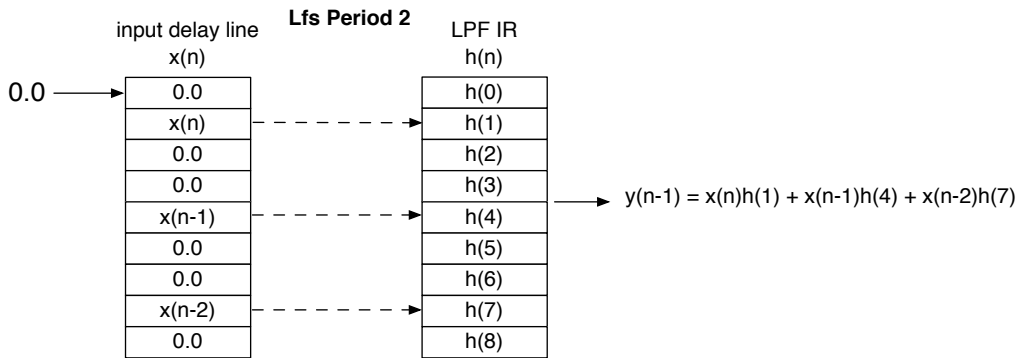 Lfs Period 2
input delay line LPF IR
x(n) h(n)
0.0 0.0 h(0)
x(n) h(1)
0.0 h(2)
0.0 h(3)
y(n-1) = x(n)h(1) + x(n-1)h(4) + x(n-2)h(7)
x(n-1) h(4)
0.0 h(5)
0.0 h(6)
x(n-2) h(7)
0.0 h(8)